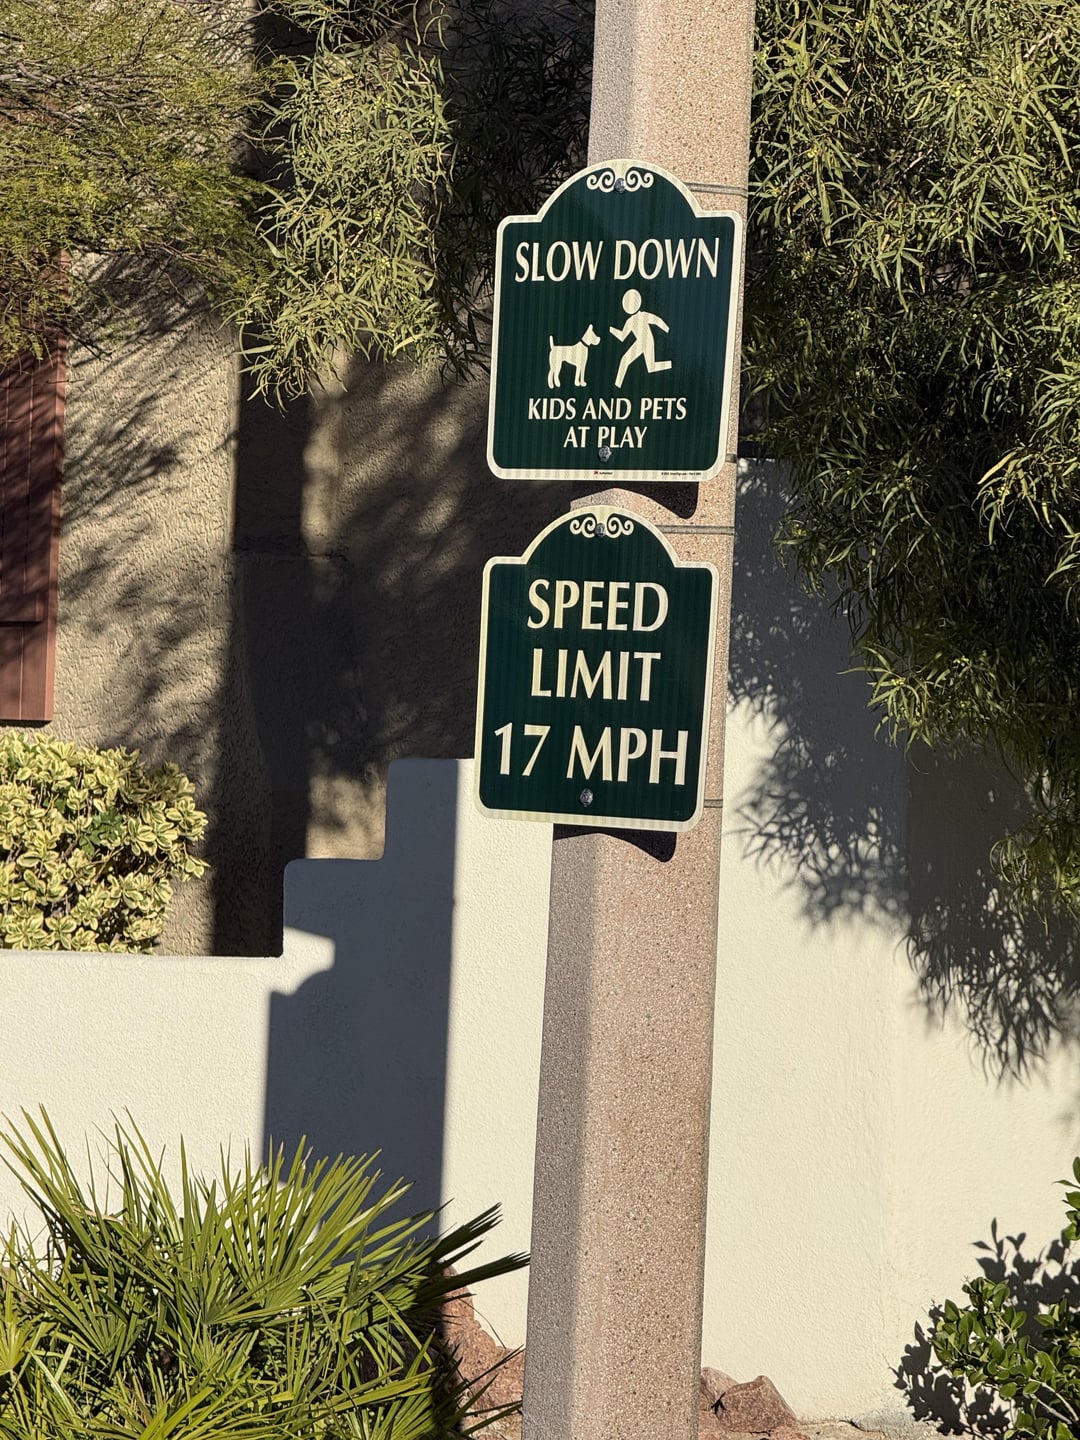 SLOW DOWN
KIDS AND PETS
AT PLAY
SPEED
LIMIT
17 MPH